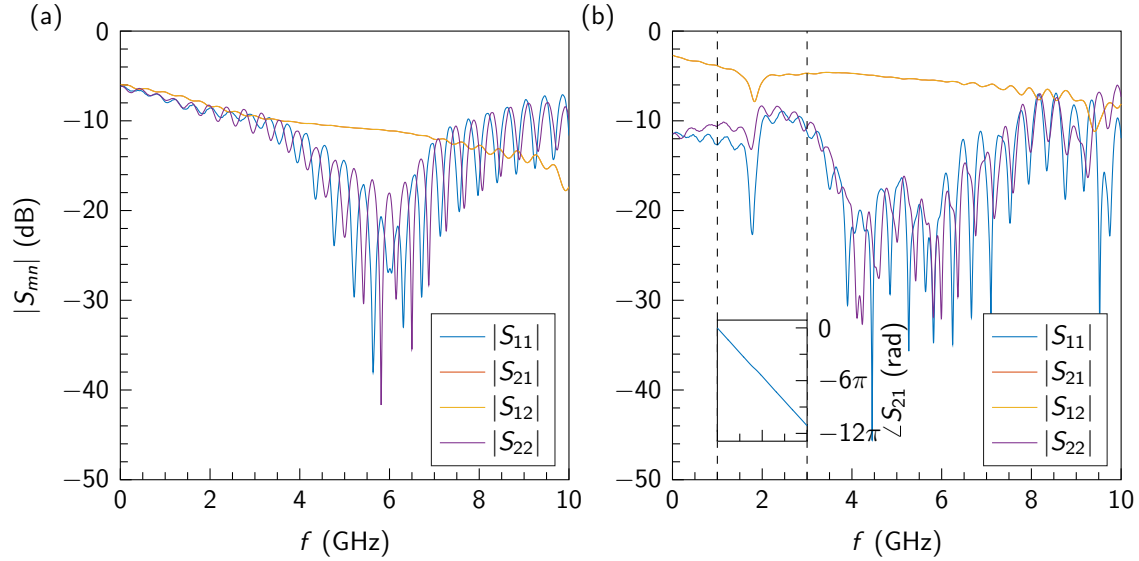 (a)
0
−10
−20
−30
−40
−50
|Smn| (dB)
0 2 4 6 8 10
f (GHz)
|S11|
|S21|
|S12|
|S22|
(b)
0
−10
−20
−30
−40
−50
0 2 4 6 8 10
f (GHz)
0
−6π
−12π
∠S21 (rad)
|S11|
|S21|
|S12|
|S22|